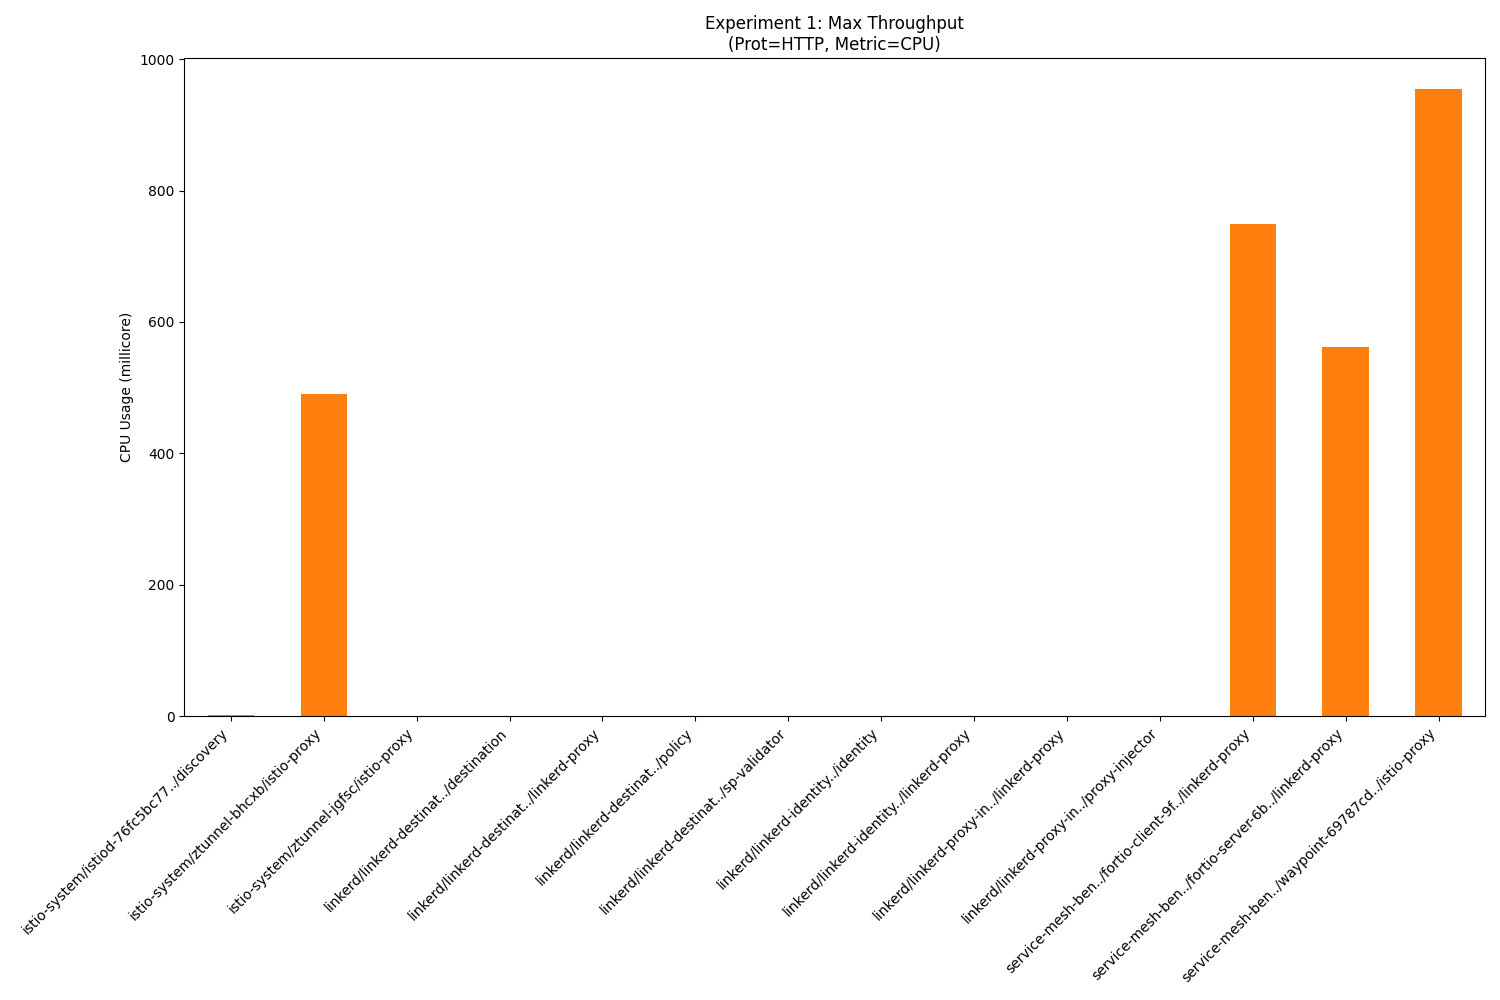 Experiment 1: Max Throughput
(Prot=HTTP, Metric=CPU)
1000
800
600
400
200
0
CPU Usage (millicore)
istio-system/istiod-76fc5bc77../discovery
istio-system/ztunnel-bhcxb/istio-proxy
istio-system/ztunnel-jgfsc/istio-proxy
linkerd/linkerd-destinat../destination
linkerd/linkerd-destinat../linkerd-proxy
linkerd/linkerd-destinat../policy
linkerd/linkerd-destinat../sp-validator
linkerd/linkerd-identity../identity
linkerd/linkerd-identity../linkerd-proxy
linkerd/linkerd-proxy-in../linkerd-proxy
linkerd/linkerd-proxy-in../proxy-injector
service-mesh-ben../fortio-client-9f../linkerd-proxy
service-mesh-ben../fortio-server-6b../linkerd-proxy
service-mesh-ben../waypoint-69787cd../istio-proxy